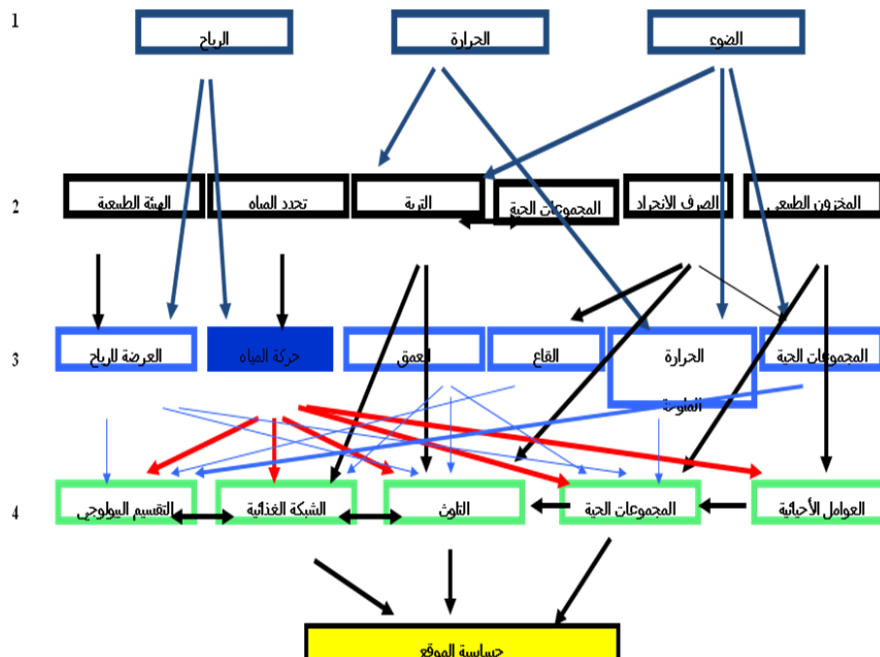 1
الضوء
الحرارة
الرياح
2
المخزون الطبيعي
الصرف الانجراد
المجموعات الحية
التربة
تجدد المياه
الهيئة الطبيعية
3
المجموعات الحية
الحرارة
الملوحة
القاع
العمق
حركة المياه
العرضة للرياح
4
العوامل الأحيائية
المجموعات الحية
التلوث
الشبكة الغذائية
التقسيم البيولوجي
حساسية الموقع